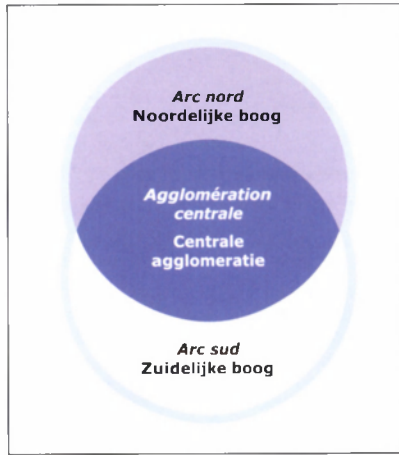 Arc nord
Noordelijke boog
Agglomération
centrale
Centrale
agglomeratie
Arc sud
Zuidelijke boog